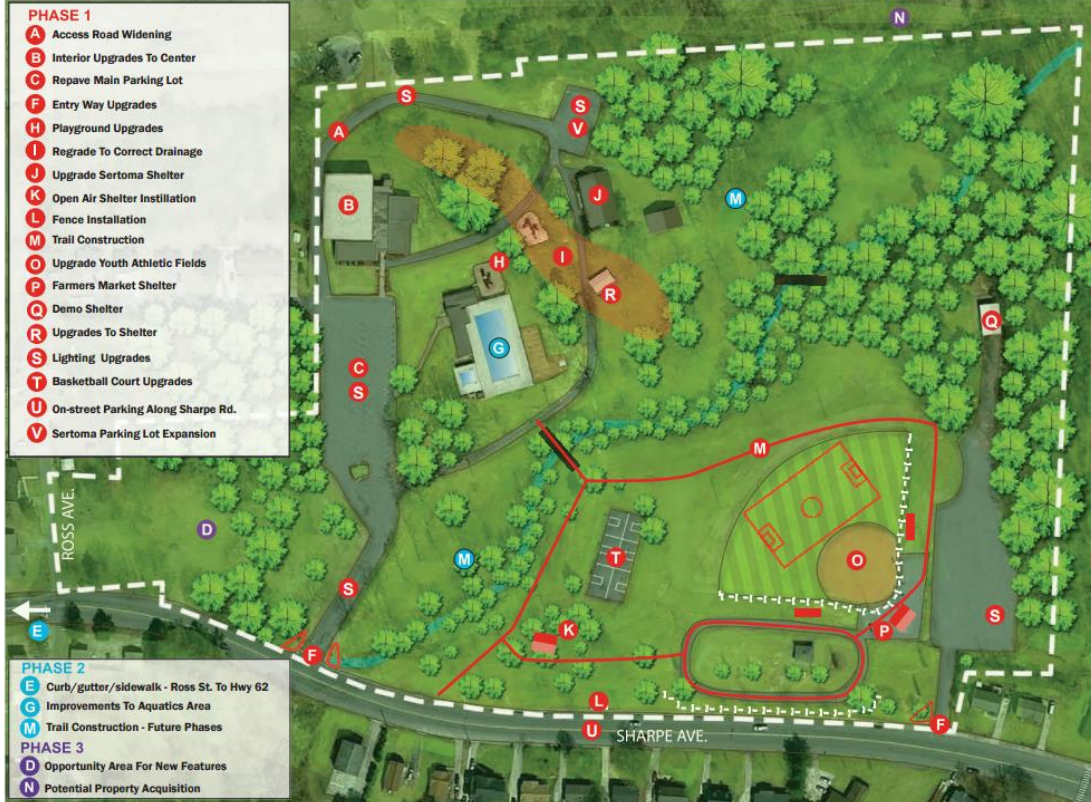 PHASE 1
A Access Road Widening
B Interior Upgrades To Center
C Repave Main Parking Lot
F Entry Way Upgrades
H Playground Upgrades
I Regrade To Correct Drainage
J Upgrade Sertoma Shelter
K Open Air Shelter Instillation
L Fence Installation
M Trail Construction
O Upgrade Youth Athletic Fields
P Farmers Market Shelter
Q Demo Shelter
R Upgrades To Shelter
S Lighting Upgrades
T Basketball Court Upgrades
U On-street Parking Along Sharpe Rd.
V Sertoma Parking Lot Expansion
N
S
S
A
V
J
M
B
I
H
R
Q
G
C
S
M
ROSS AVE.
D
M
T
O
S
S
K
P
E
F
L
F
U
SHARPE AVE.
PHASE 2
E Curb/gutter/sidewalk - Ross St. To Hwy 62
G Improvements To Aquatics Area
M Trail Construction - Future Phases
PHASE 3
D Opportunity Area For New Features
N Potential Property Acquisition